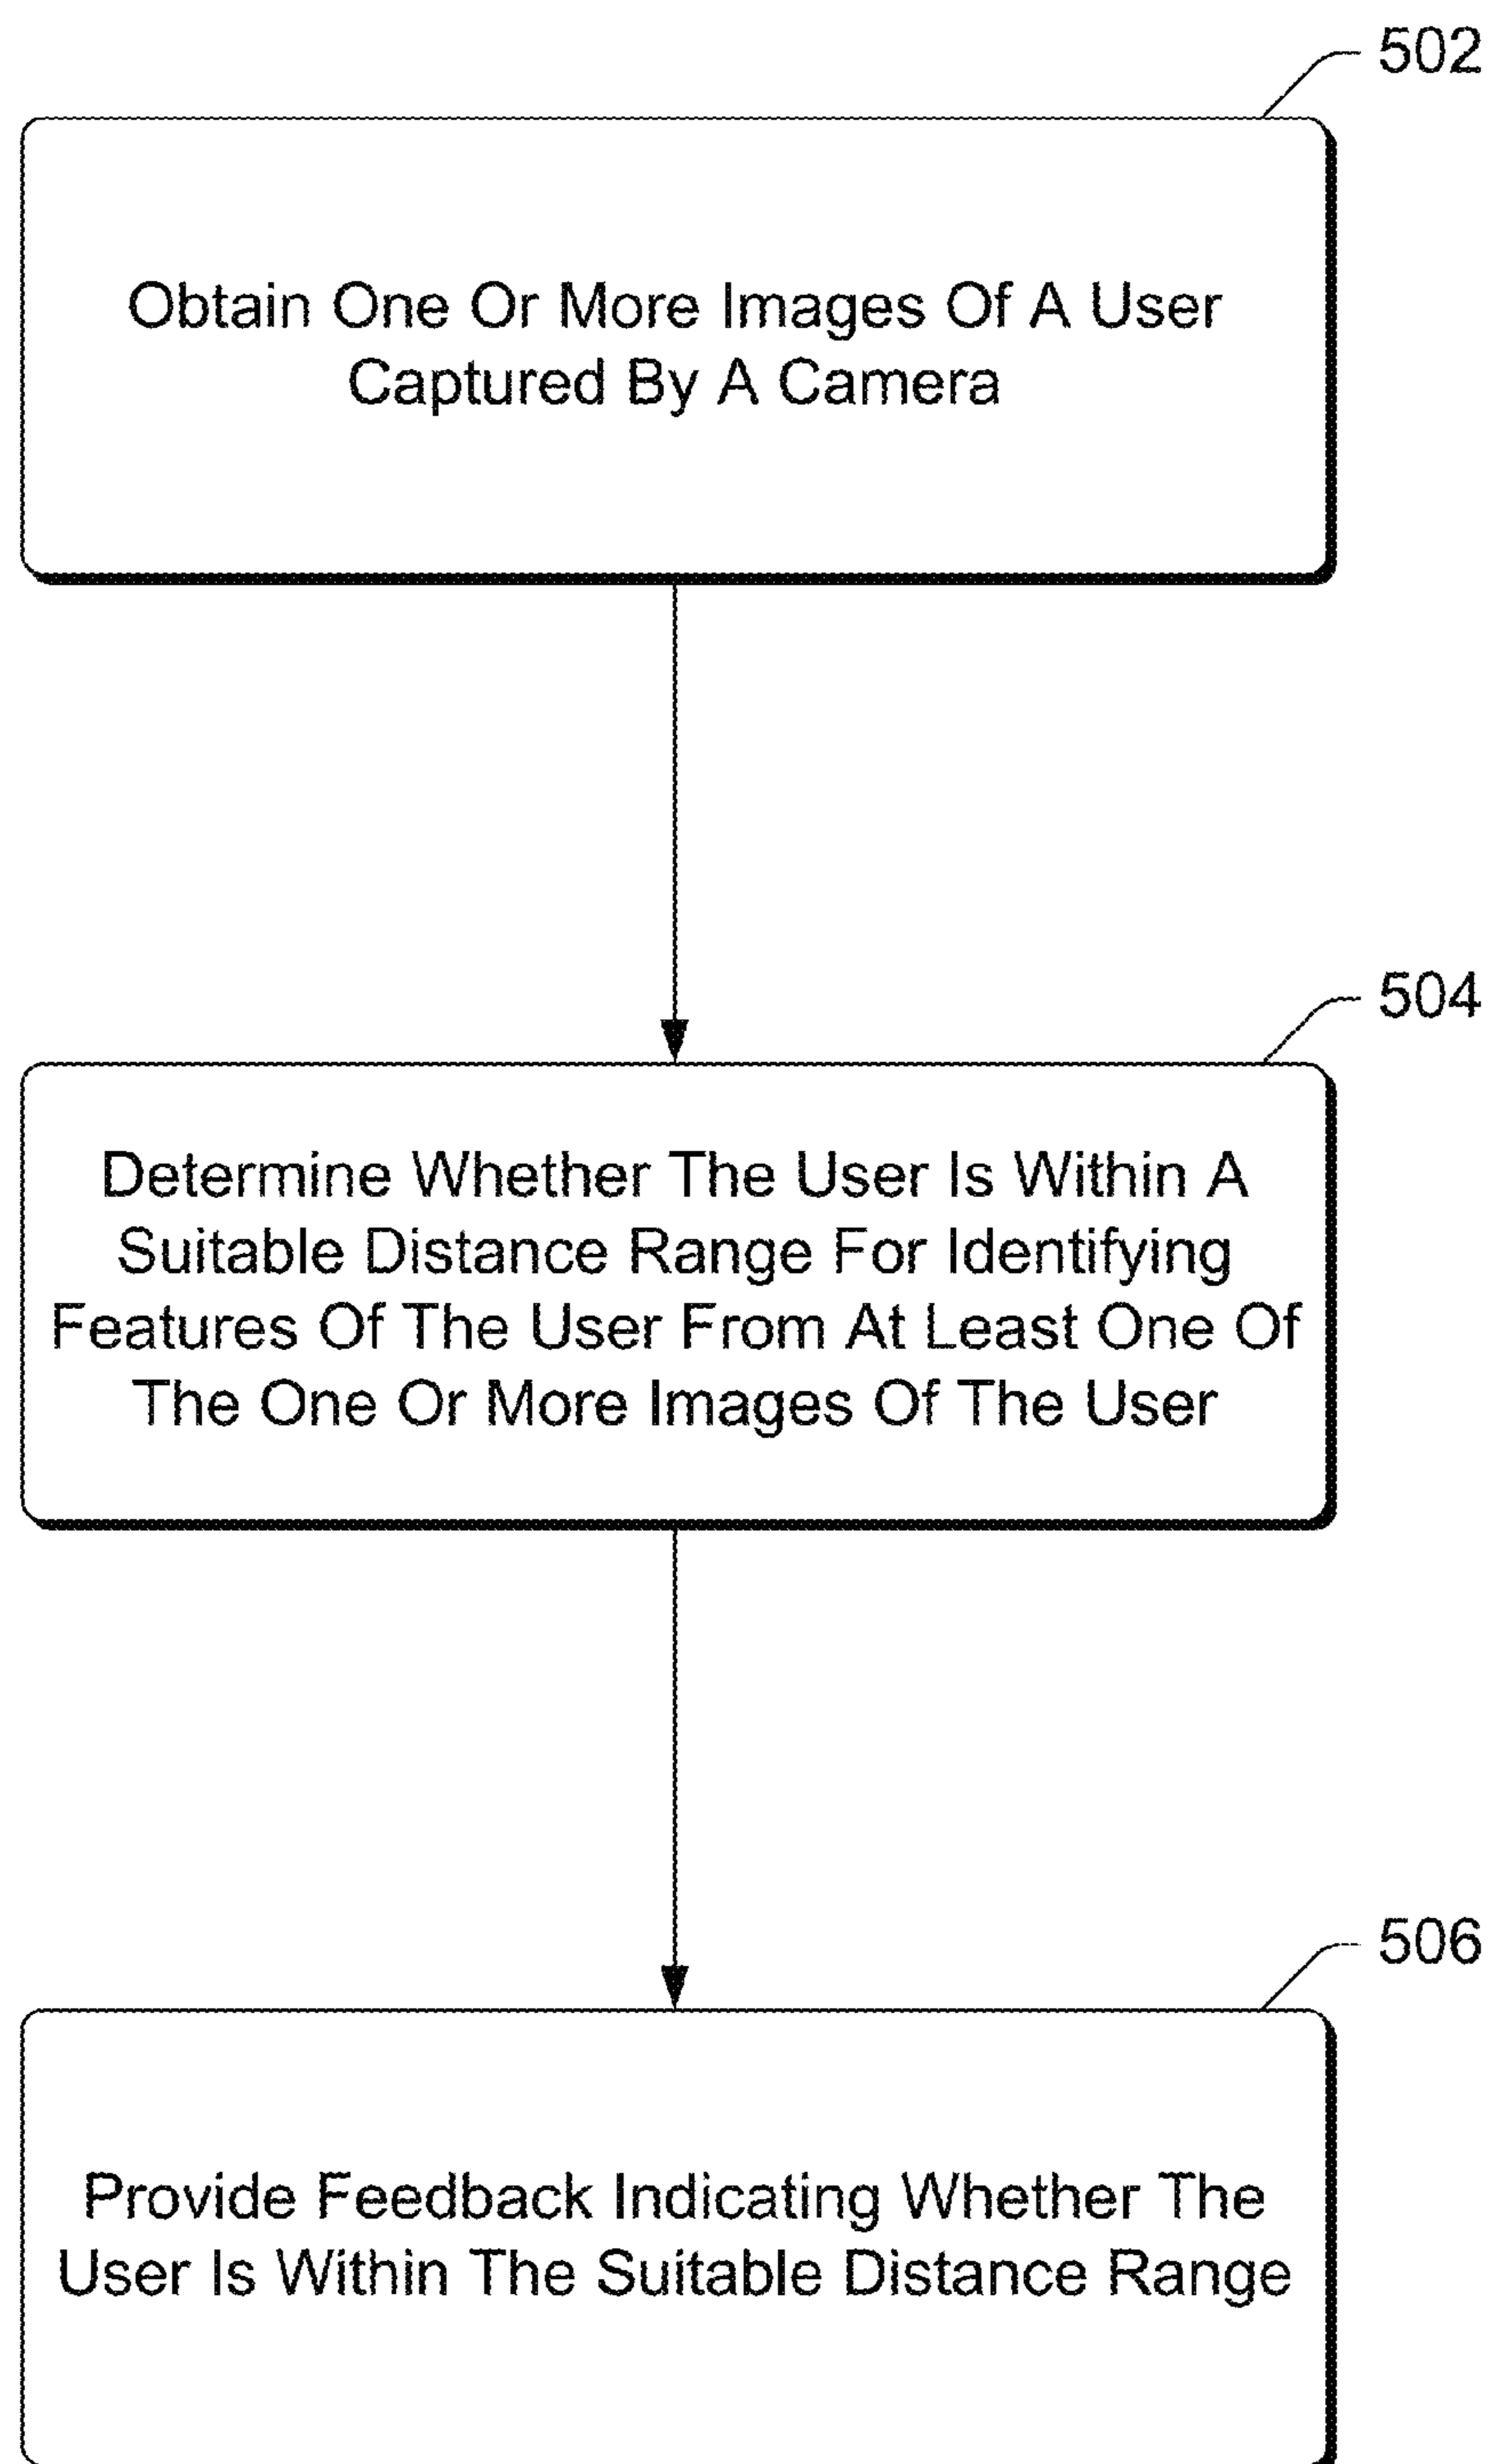 502
Obtain One Or More Images Of A User
Captured By A Camera
504
Determine Whether The User Is Within A
Suitable Distance Range For Identifying
Features Of The User From At Least One Of
The One Or More Images Of The User
506
Provide Feedback Indicating Whether The
User Is Within The Suitable Distance Range